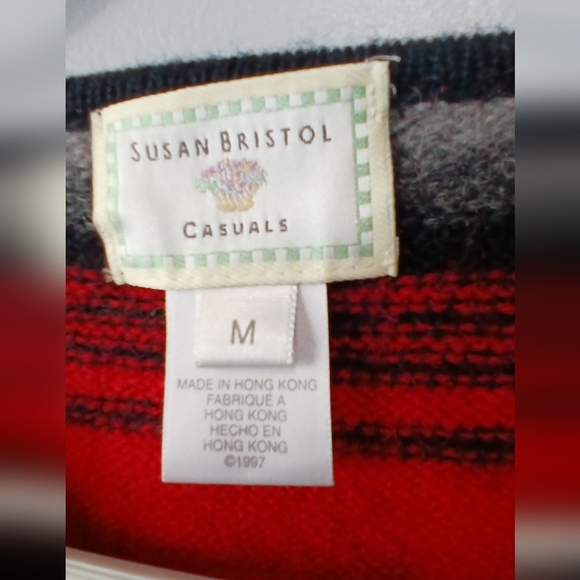 SUSAN BRISTOL
CASUALS
M
MADE IN HONG KONG
FABRIQUÉ A
HONG KONG
HECHO EN
HONG KONG
©1997